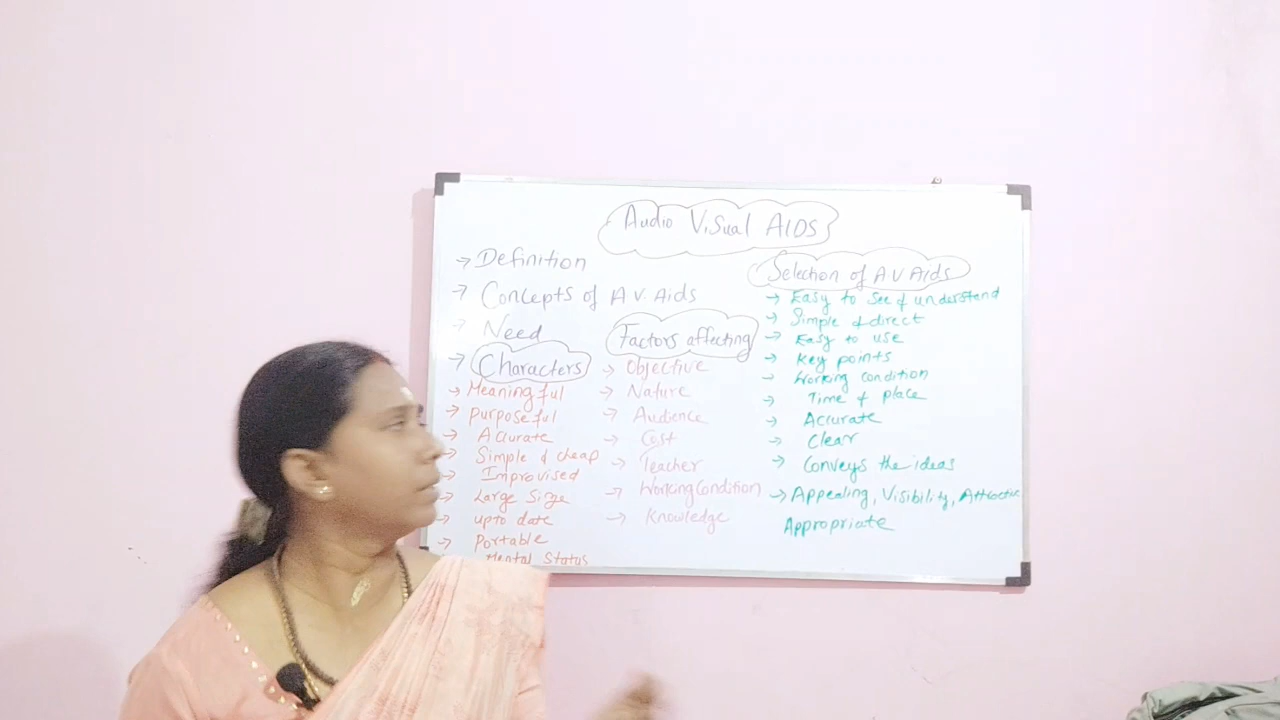 Audio Visual AIDS
→ Definition
→ Concepts of A V. Aids
→ Need
→ Characters
→ Meaningful
→ Purposeful
→ Accurate
→ Simple & cheap
→ Improvised
→ Large Size
→ upto date
→ Portable
Mental Status
Factors affecting
→ Objective
→ Nature
→ Audience
→ Cost
→ Teacher
→ Working Condition
→ Knowledge
Selection of A V Aids
→ Easy to see & understand
→ Simple & direct
→ Easy to use
→ Key points
→ Working condition
→ Time & place
→ Accurate
→ Clear
→ Conveys the ideas
→ Appealing, Visibility, Attractive
Appropriate